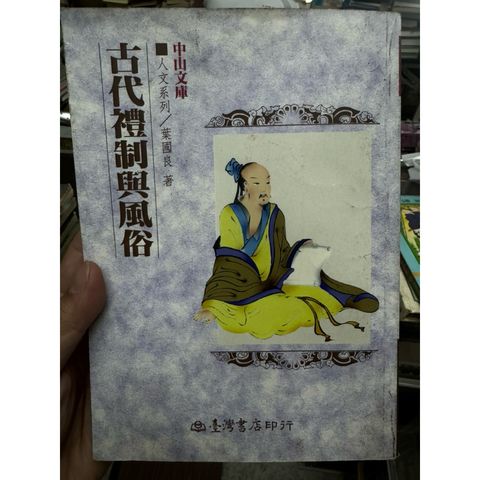 中山文庫
■人文系列／葉國良 著
古代禮制與風俗
臺灣書店印行